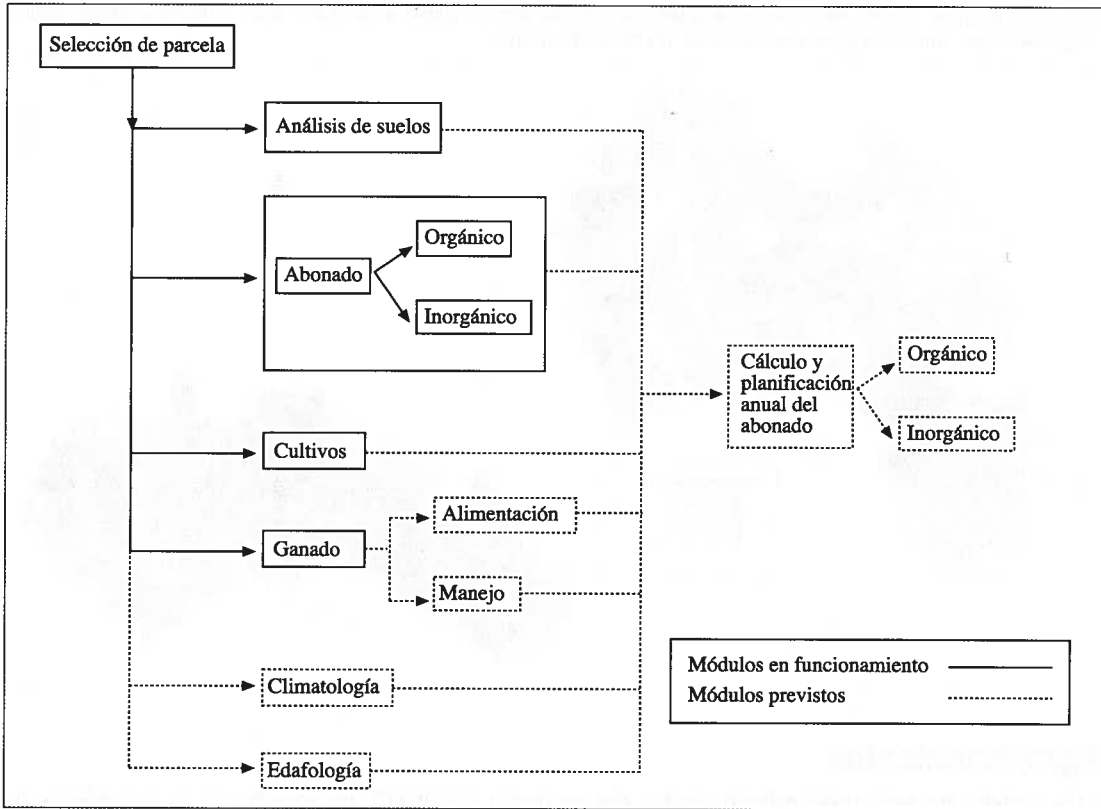 Selección de parcela
Análisis de suelos
Orgánico
Abonado
Inorgánico
Cálculo y
planificación
anual del
abonado
Orgánico
Inorgánico
Cultivos
Alimentación
Ganado
Manejo
Módulos en funcionamiento
Módulos previstos
Climatología
Edafología